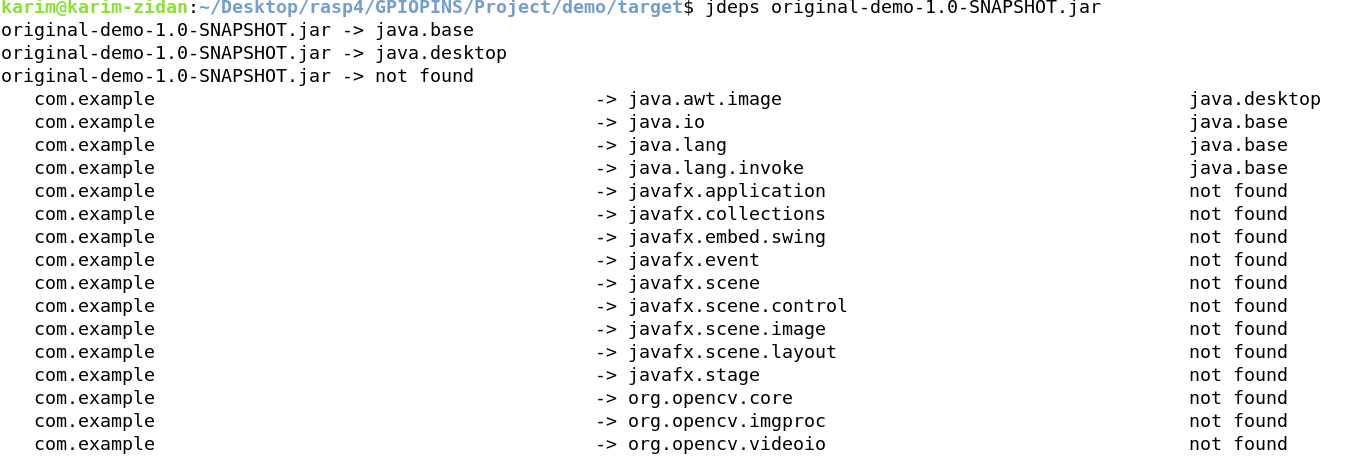 karim@karim-zidan:~/Desktop/rasp4/GPIOPINS/Project/demo/target$ jdeps original-demo-1.0-SNAPSHOT.jar
original-demo-1.0-SNAPSHOT.jar -> java.base
original-demo-1.0-SNAPSHOT.jar -> java.desktop
original-demo-1.0-SNAPSHOT.jar -> not found
   com.example                                        -> java.awt.image                                     java.desktop
   com.example                                        -> java.io                                            java.base
   com.example                                        -> java.lang                                          java.base
   com.example                                        -> java.lang.invoke                                   java.base
   com.example                                        -> javafx.application                                 not found
   com.example                                        -> javafx.collections                                 not found
   com.example                                        -> javafx.embed.swing                                 not found
   com.example                                        -> javafx.event                                       not found
   com.example                                        -> javafx.scene                                       not found
   com.example                                        -> javafx.scene.control                               not found
   com.example                                        -> javafx.scene.image                                 not found
   com.example                                        -> javafx.scene.layout                                not found
   com.example                                        -> javafx.stage                                       not found
   com.example                                        -> org.opencv.core                                    not found
   com.example                                        -> org.opencv.imgproc                                 not found
   com.example                                        -> org.opencv.videoio                                 not found